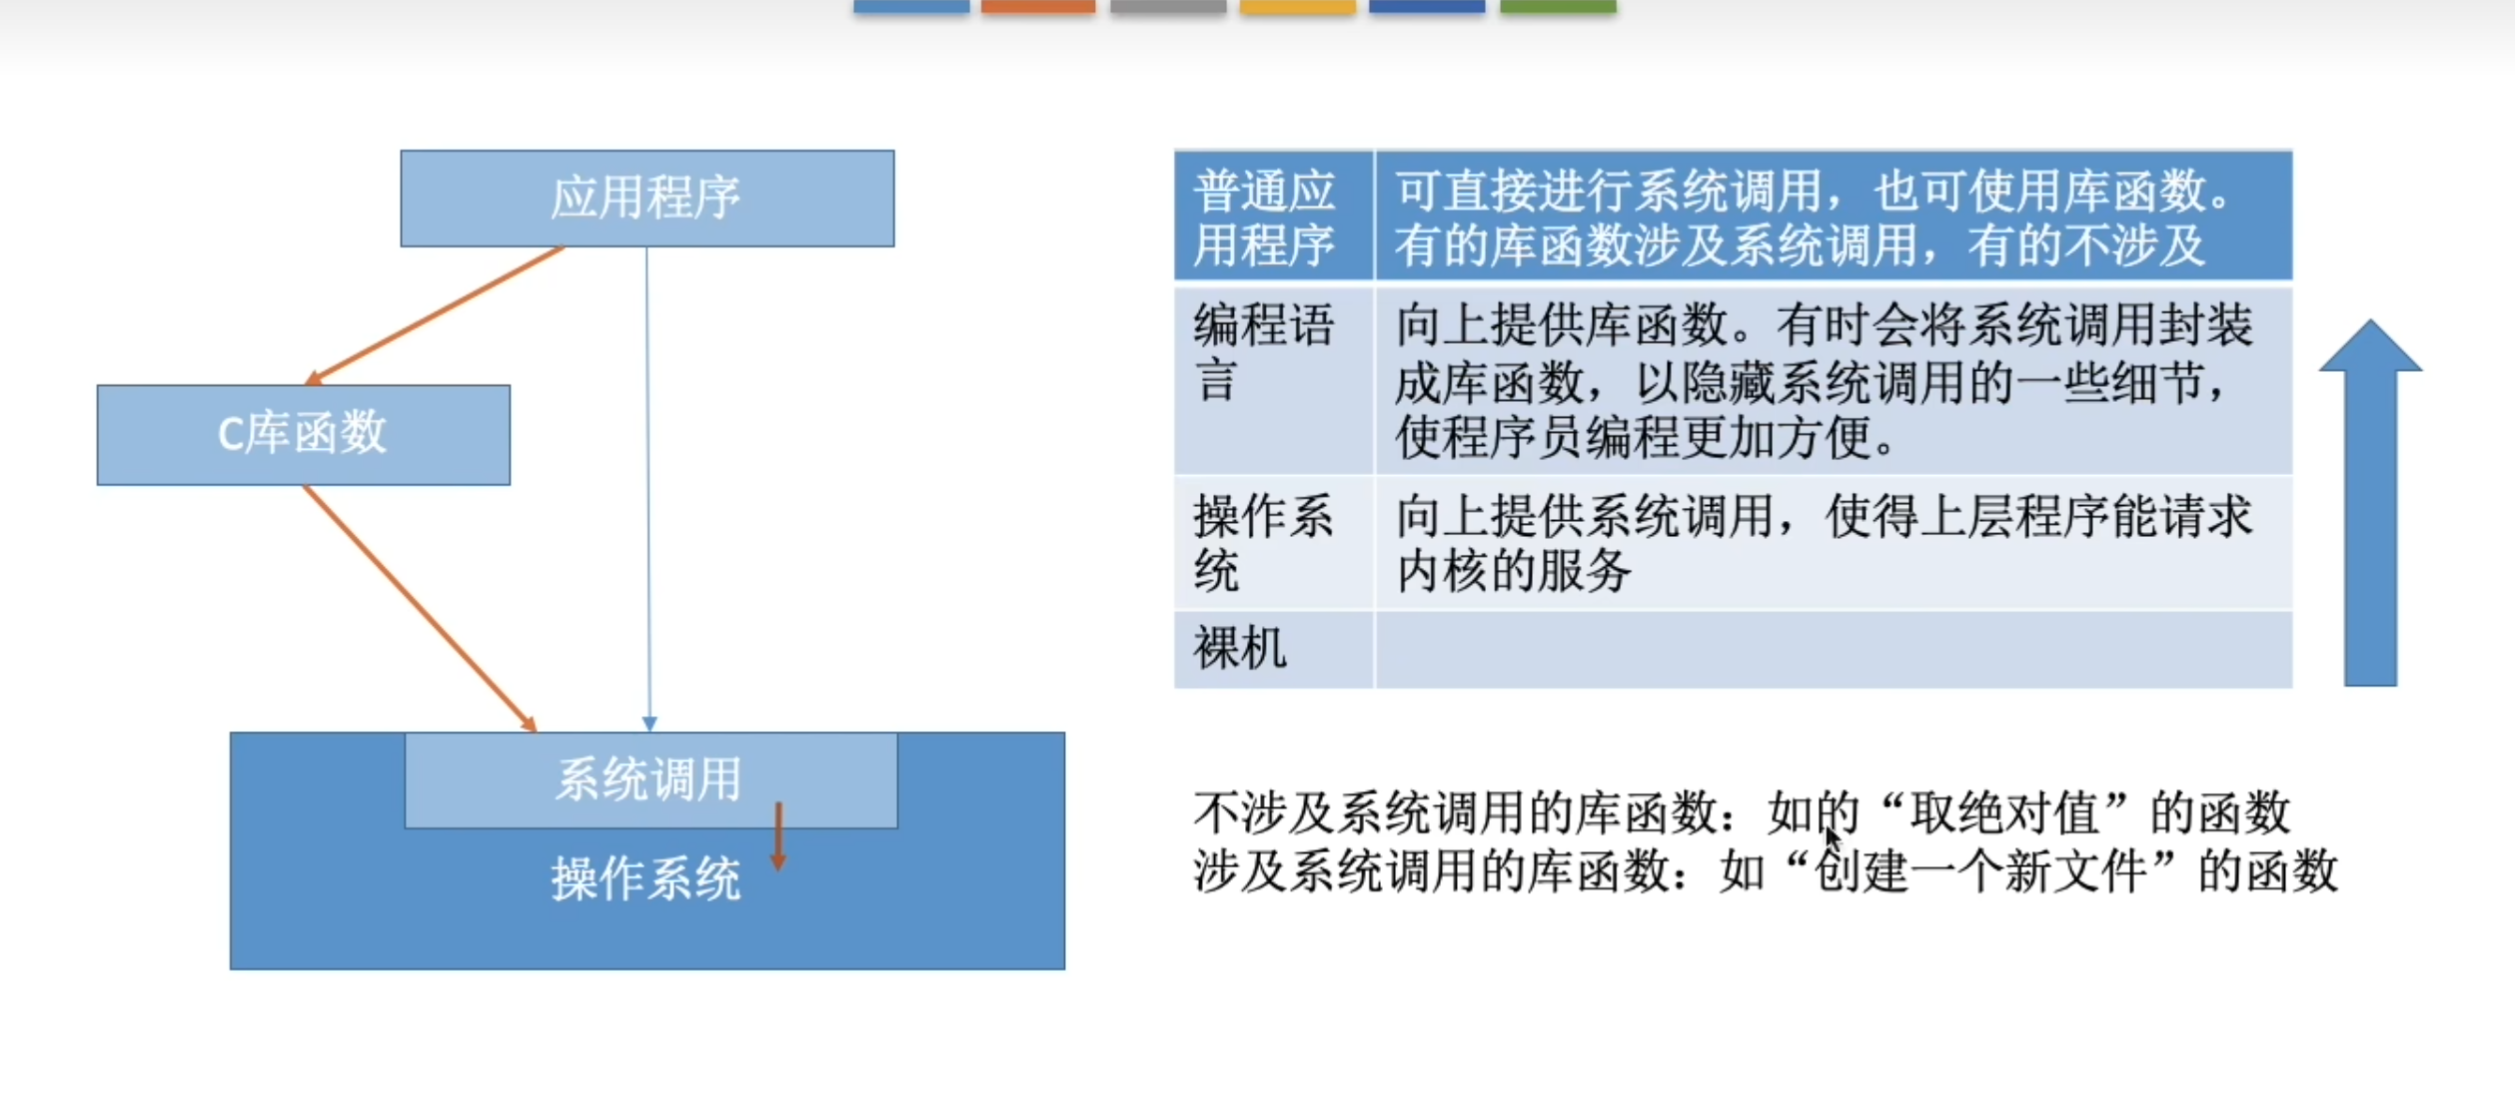 应用程序
C库函数
系统调用
操作系统
普通应
用程序
可直接进行系统调用，也可使用库函数。
有的库函数涉及系统调用，有的不涉及
编程语
言
向上提供库函数。有时会将系统调用封装
成库函数，以隐藏系统调用的一些细节，
使程序员编程更加方便。
操作系
统
向上提供系统调用，使得上层程序能请求
内核的服务
裸机
不涉及系统调用的库函数：如的“取绝对值”的函数
涉及系统调用的库函数：如“创建一个新文件”的函数